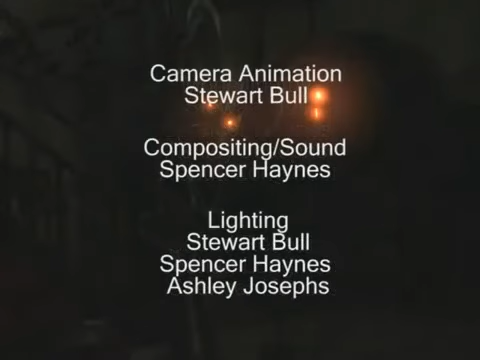 Camera Animation
Stewart Bull
Compositing/Sound
Spencer Haynes
Lighting
Stewart Bull
Spencer Haynes
Ashley Josephs